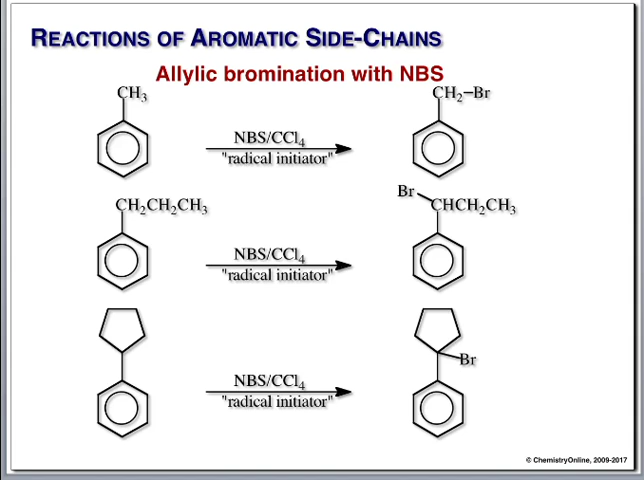 REACTIONS OF AROMATIC SIDE-CHAINS
Allylic bromination with NBS
CH₃
NBS/CCl₄
"radical initiator"
CH₂–Br
CH₂CH₂CH₃
NBS/CCl₄
"radical initiator"
Br
CHCH₂CH₃
NBS/CCl₄
"radical initiator"
Br
© ChemistryOnline, 2009-2017